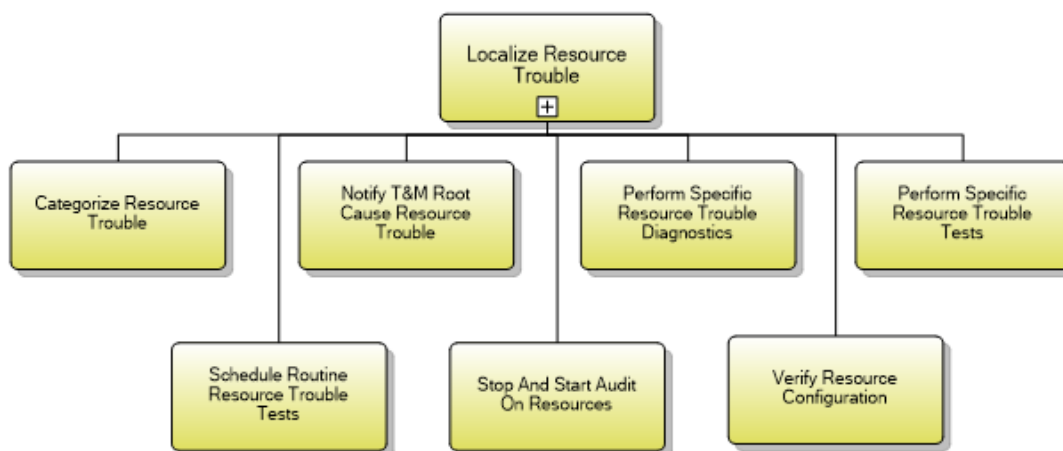 Localize Resource
Trouble
Categorize Resource
Trouble
Notify T&M Root
Cause Resource
Trouble
Perform Specific
Resource Trouble
Diagnostics
Perform Specific
Resource Trouble
Tests
Schedule Routine
Resource Trouble
Tests
Stop And Start Audit
On Resources
Verify Resource
Configuration